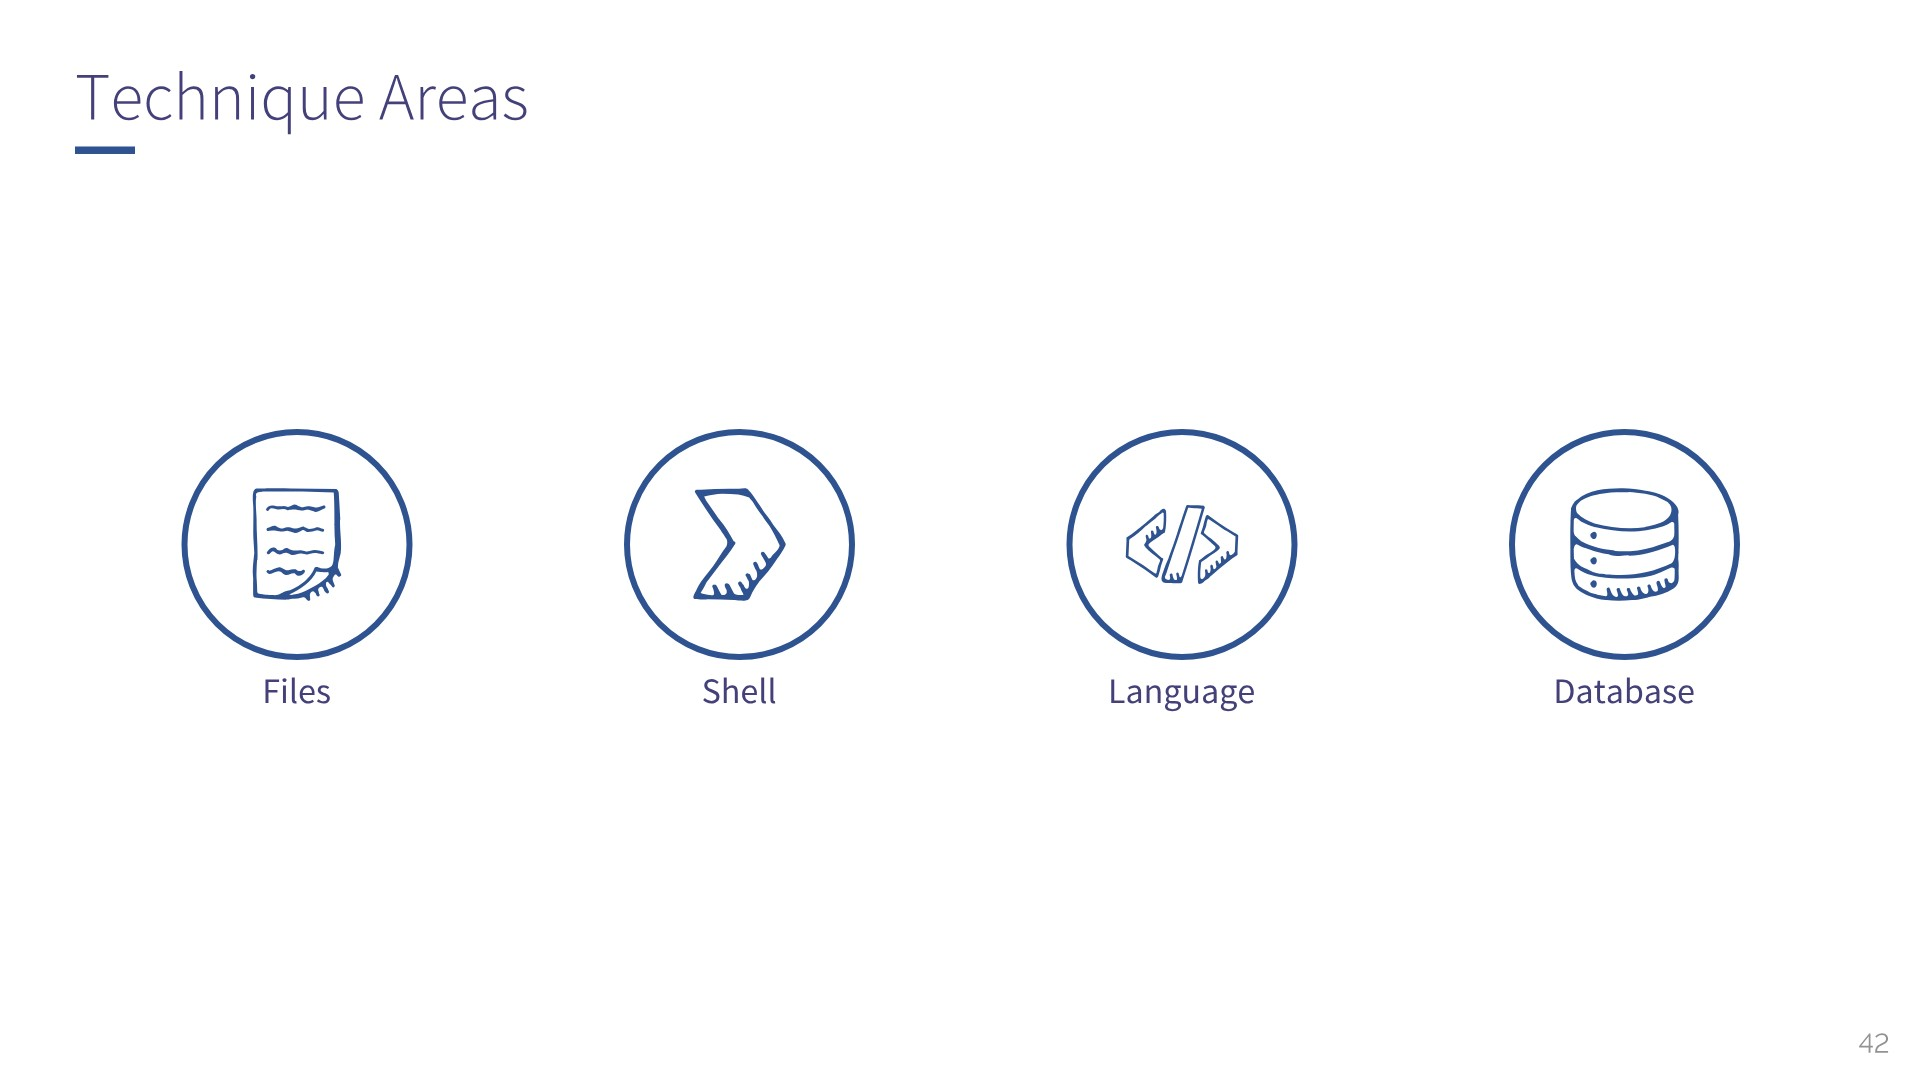 Technique Areas
Files
Shell
Language
Database
42